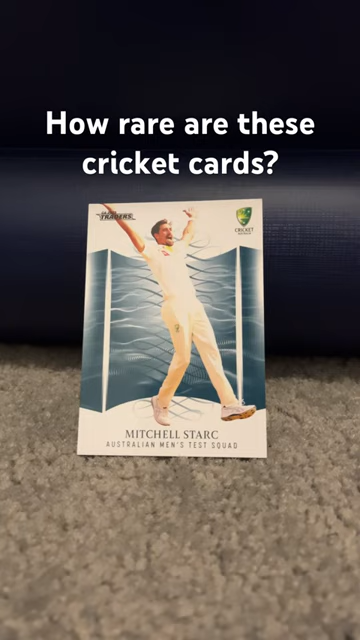 How rare are these
cricket cards?
TRADERS
CRICKET
MITCHELL STARC
AUSTRALIAN MEN'S TEST SQUAD